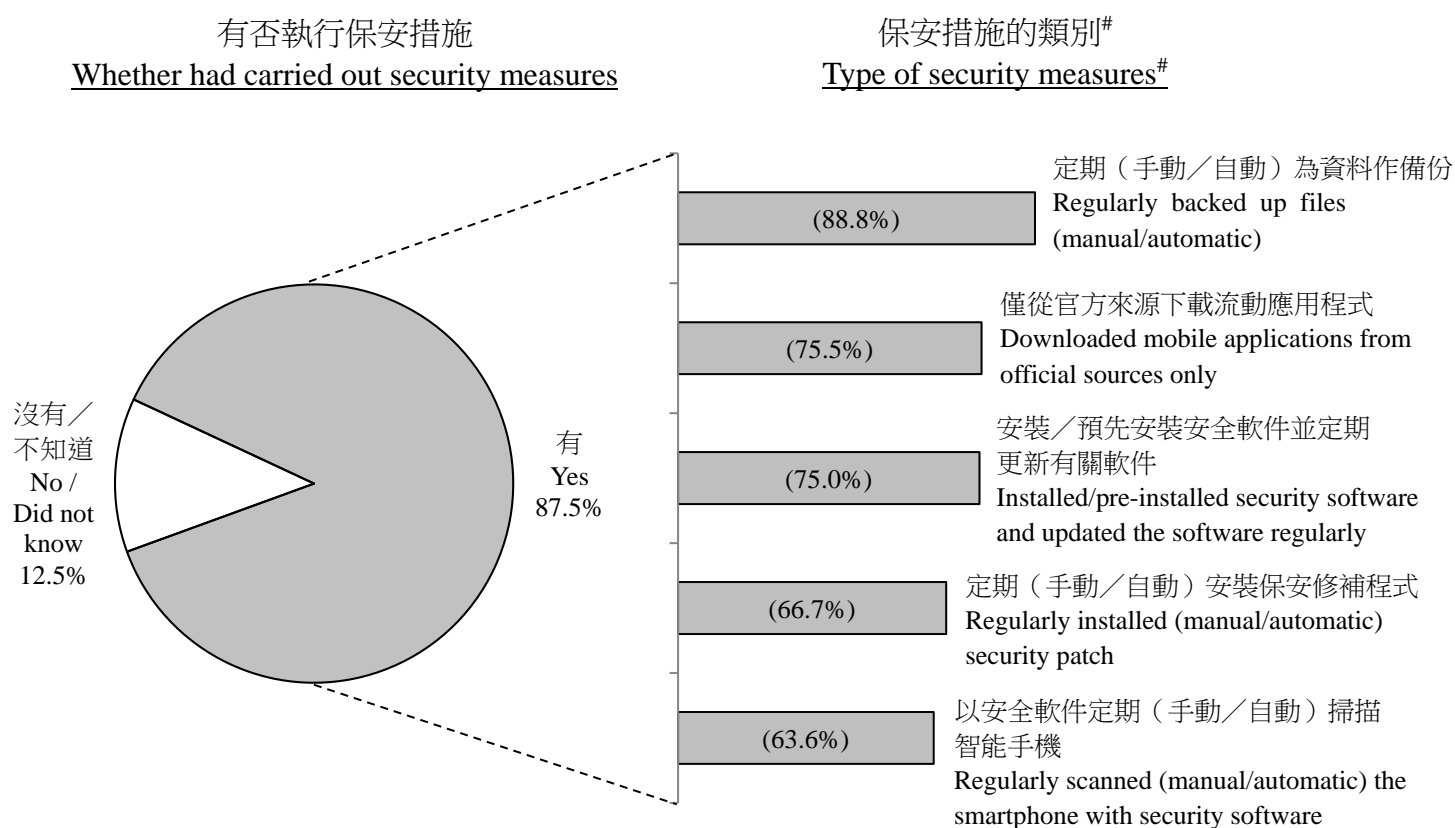 有否執行保安措施
Whether had carried out security measures
保安措施的類別#
Type of security measures#
沒有／
不知道
No /
Did not
know
12.5%
有
Yes
87.5%
(88.8%)
定期（手動／自動）為資料作備份
Regularly backed up files
(manual/automatic)
(75.5%)
僅從官方來源下載流動應用程式
Downloaded mobile applications from
official sources only
(75.0%)
安裝／預先安裝安全軟件並定期
更新有關軟件
Installed/pre-installed security software
and updated the software regularly
(66.7%)
定期（手動／自動）安裝保安修補程式
Regularly installed (manual/automatic)
security patch
(63.6%)
以安全軟件定期（手動／自動）掃描
智能手機
Regularly scanned (manual/automatic) the
smartphone with security software